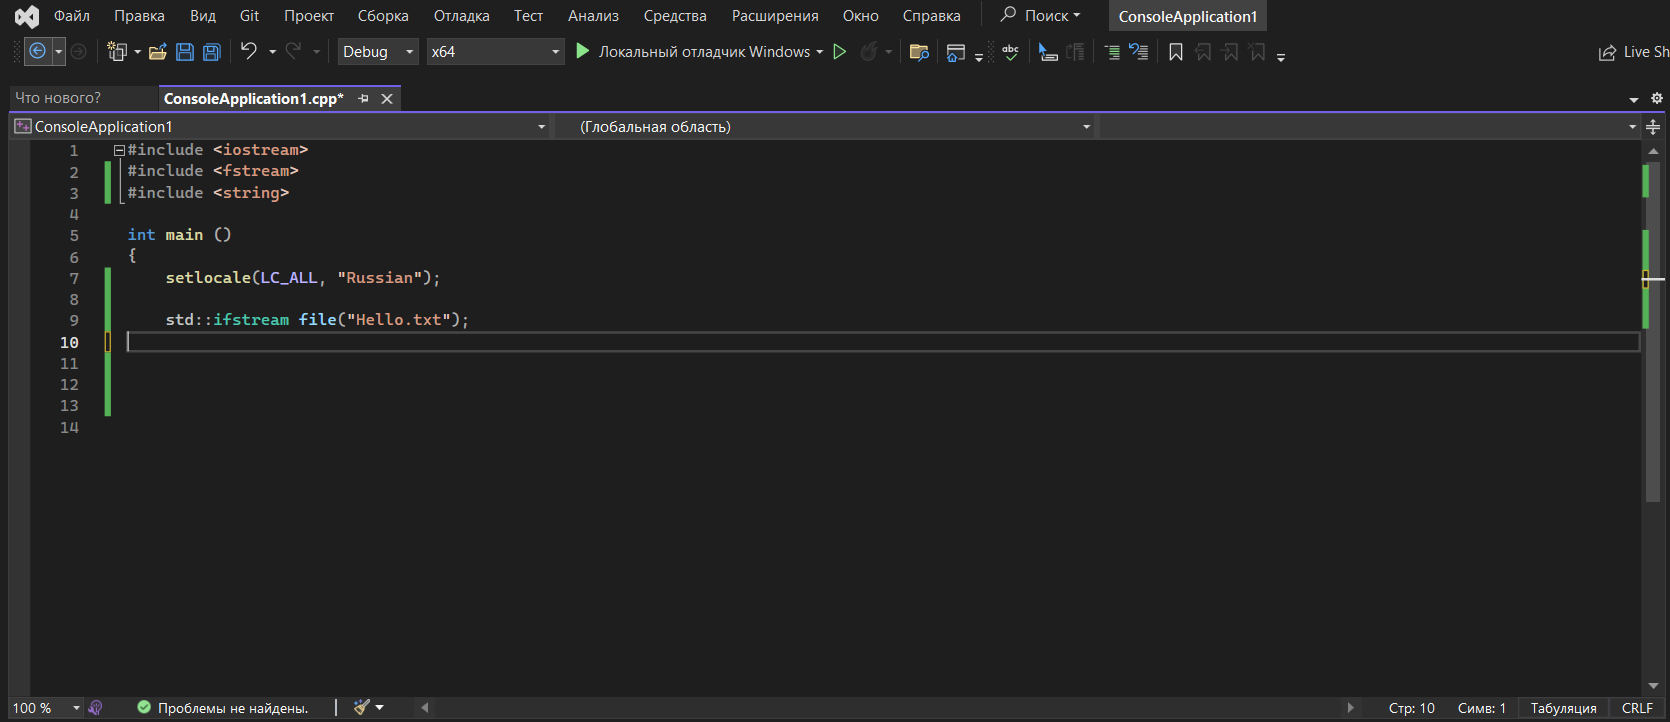 Файл Правка Вид Git Проект Сборка Отладка Тест Анализ Средства Расширения Окно Справка Поиск ConsoleApplication1
Debug x64 Локальный отладчик Windows abc Live Sh
Что нового? ConsoleApplication1.cpp*
ConsoleApplication1 (Глобальная область)
1 #include <iostream>
2 #include <fstream>
3 #include <string>
4
5 int main ()
6 {
7 setlocale(LC_ALL, "Russian");
8
9 std::ifstream file("Hello.txt");
10
11
12
13
14
100 % Проблемы не найдены. Стр: 10 Симв: 1 Табуляция CRLF